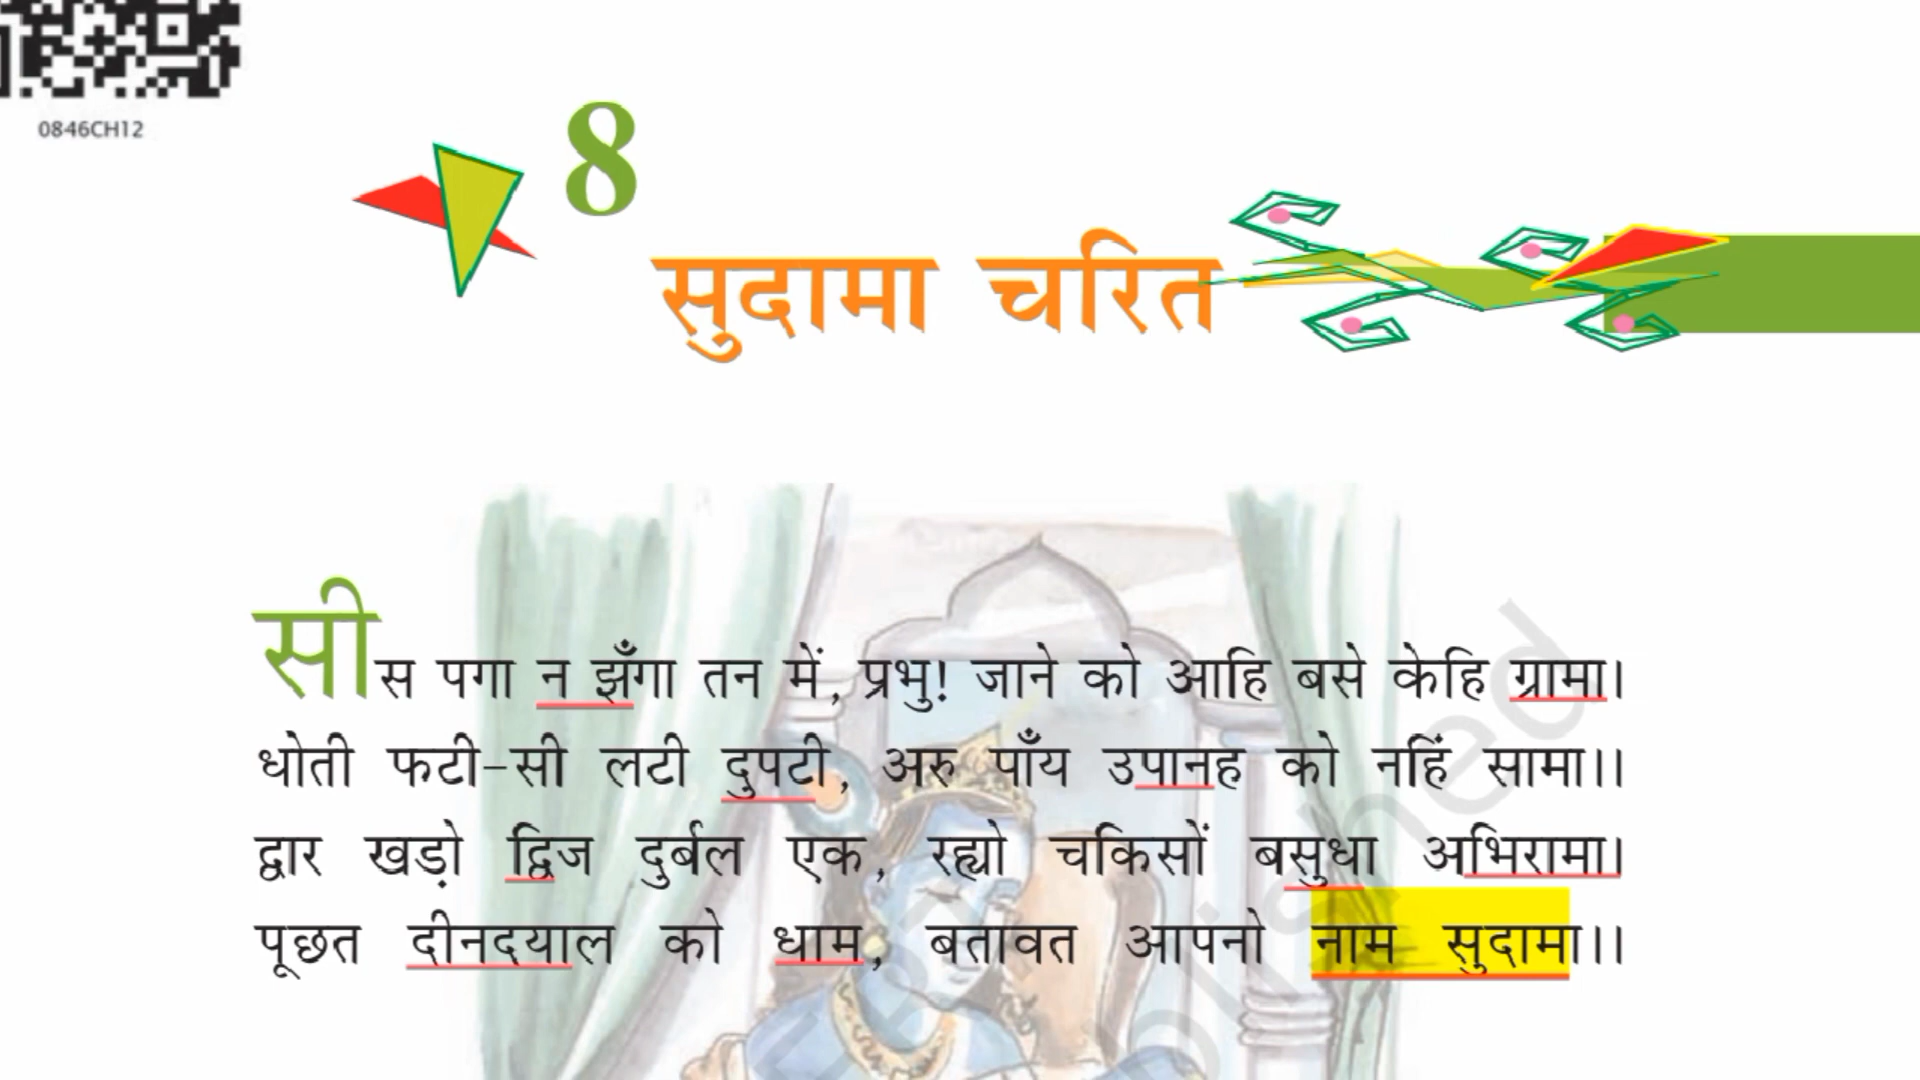 0846CH12
8
सुदामा चरित
सीस पगा न झँगा तन में, प्रभु! जाने को आहि बसे केहि ग्रामा।
धोती फटी-सी लटी दुपटी, अरु पाँय उपानह को नहिं सामा।।
द्वार खड़ो द्विज दुर्बल एक, रह्यो चकिसों बसुधा अभिरामा।
पूछत दीनदयाल को धाम, बतावत आपनो नाम सुदामा।।